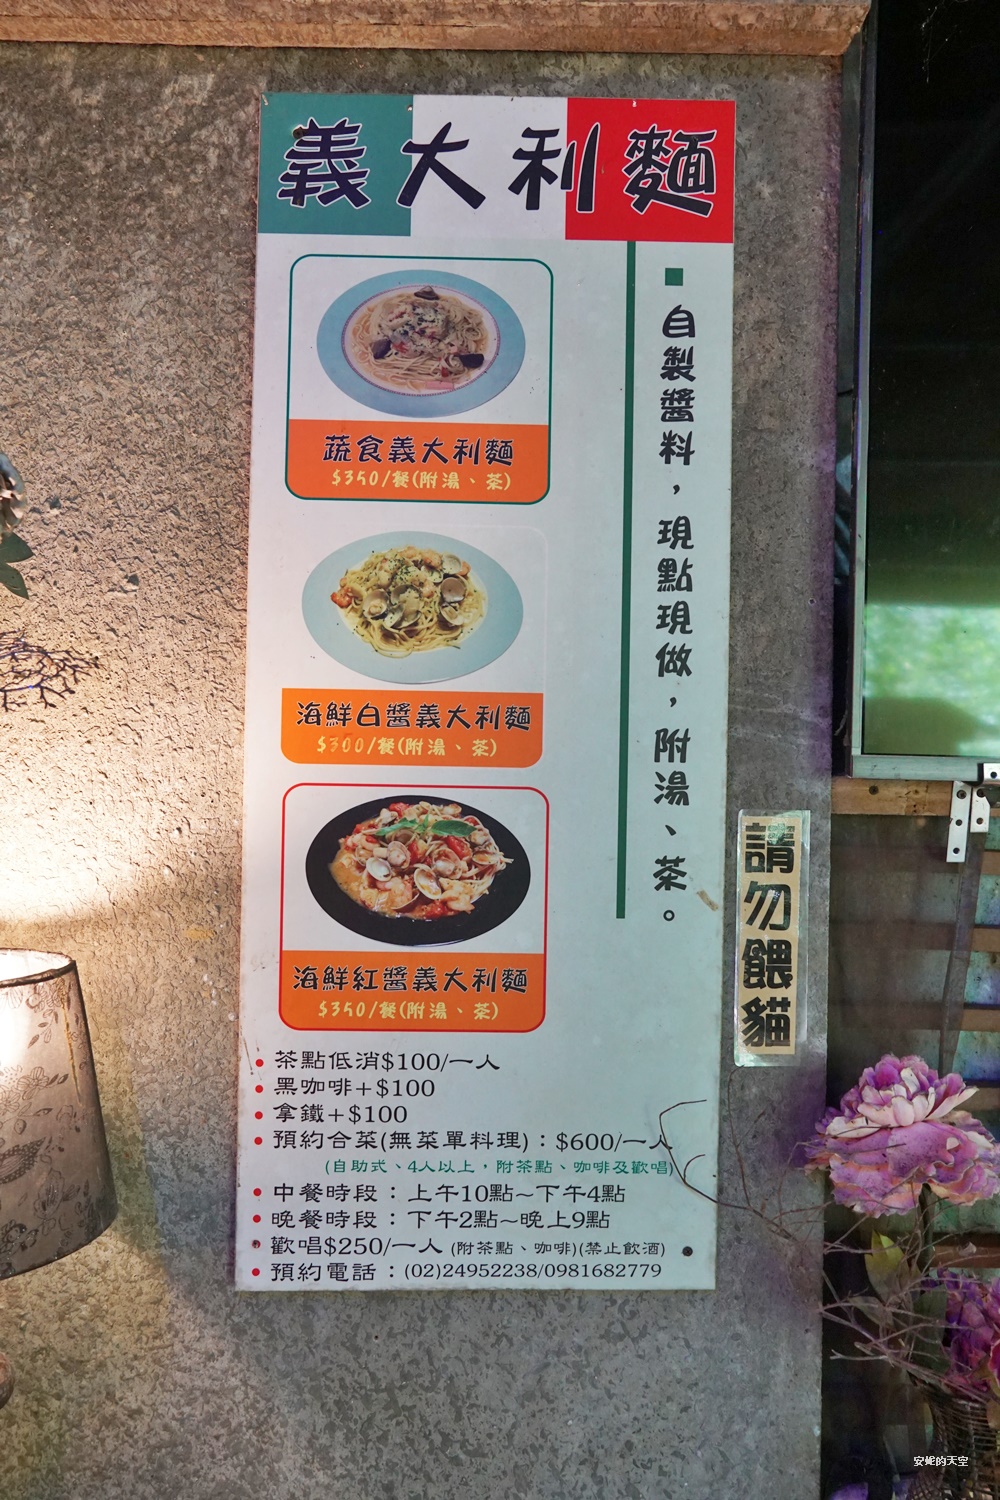 義大利麵
蔬食義大利麵
$350/餐(附湯、茶)
海鮮白醬義大利麵
$300/餐(附湯、茶)
海鮮紅醬義大利麵
$350/餐(附湯、茶)
自製醬料，現點現做，附湯、茶。
茶點低消$100/一人
黑咖啡+$100
拿鐵+$100
預約合菜(無菜單料理)：$600/一人
(自助式、4人以上，附茶點、咖啡及歡唱)
中餐時段：上午10點~下午4點
晚餐時段：下午2點~晚上9點
歡唱$250/一人 (附茶點、咖啡)(禁止飲酒)
預約電話：(02)24952238/0981682779
請勿餵貓
安妮的天空